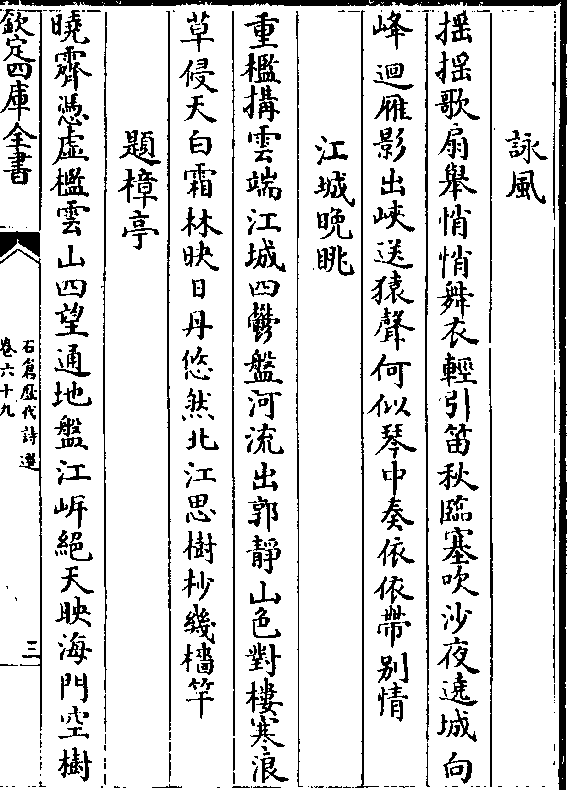 詠風
揺揺歌扇舉悄悄舞衣輕引笛秋臨塞吹沙夜遶城向
峰迴雁影出峽送猿聲何似琴中奏依依帶别情
江城晚眺
重檻搆雲端江城四鬱盤河流出郭靜山色對樓寒浪
草侵天白霜林映日丹悠然北江思樹杪幾檣竿
題樟亭
曉霽憑虚檻雲山四望通地盤江岍絕天映海門空樹
欽定四庫全書
石倉歴代詩選
卷六十九
三